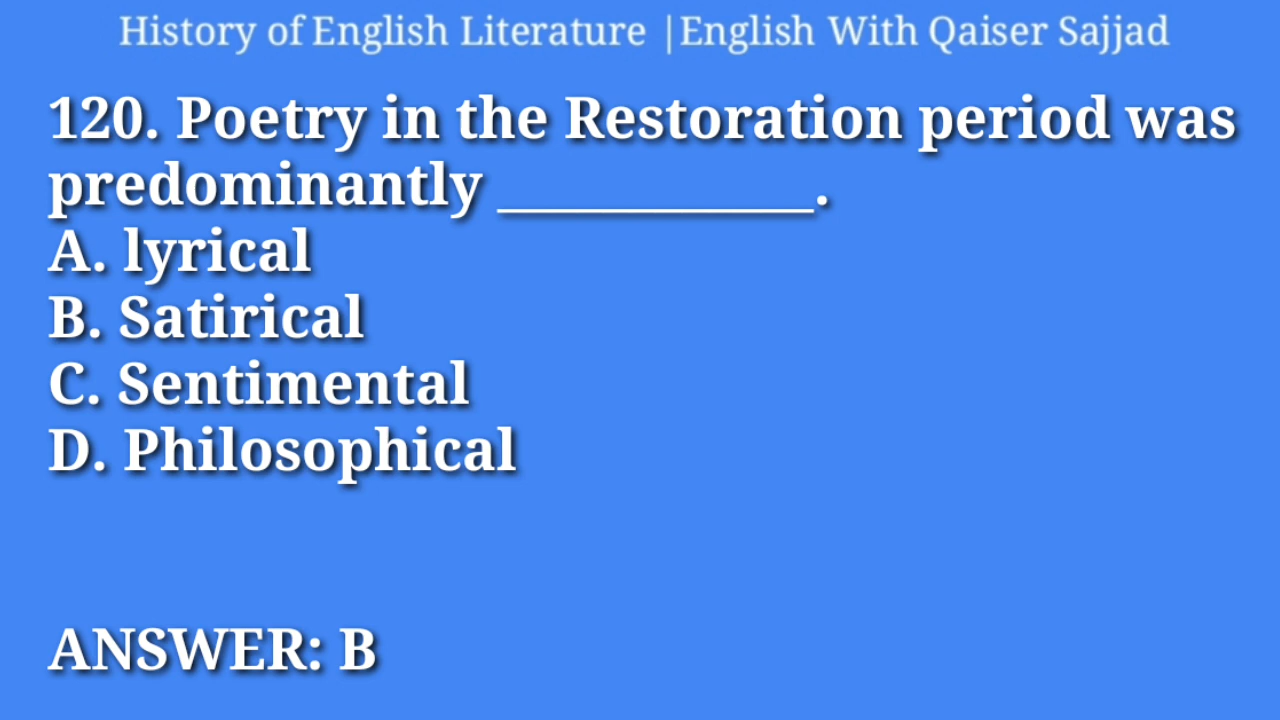 History of English Literature |English With Qaiser Sajjad
120. Poetry in the Restoration period was
predominantly ____________.
A. lyrical
B. Satirical
C. Sentimental
D. Philosophical
ANSWER: B